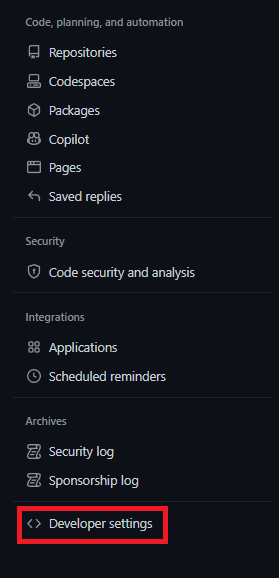 Code, planning, and automation
Repositories
Codespaces
Packages
Copilot
Pages
Saved replies
Security
Code security and analysis
Integrations
Applications
Scheduled reminders
Archives
Security log
Sponsorship log
Developer settings